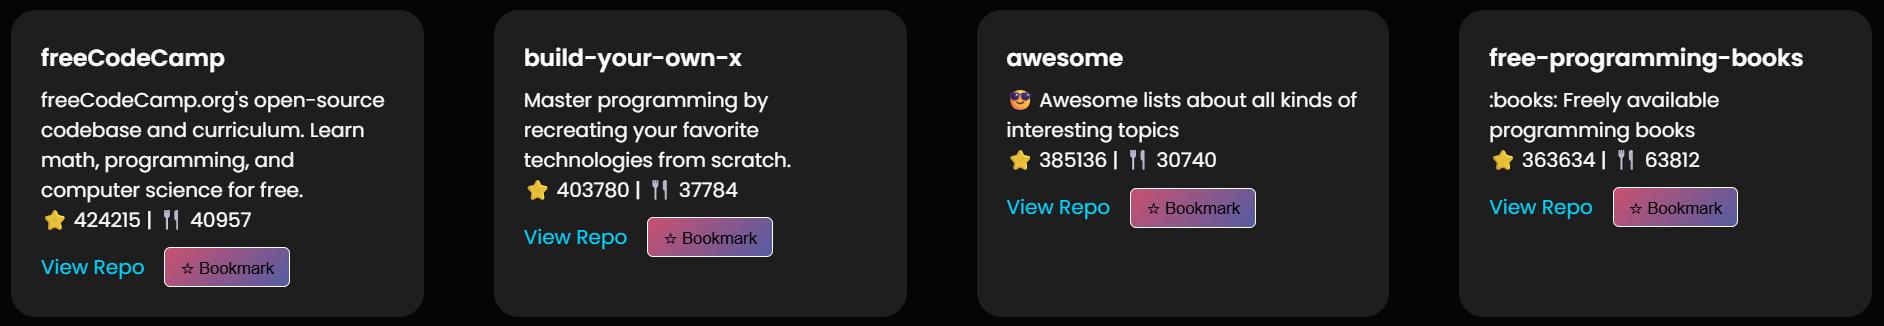 freeCodeCamp
freeCodeCamp.org's open-source
codebase and curriculum. Learn
math, programming, and
computer science for free.
⭐ 424215 | 🍴 40957
View Repo
☆ Bookmark
build-your-own-x
Master programming by
recreating your favorite
technologies from scratch.
⭐ 403780 | 🍴 37784
View Repo
☆ Bookmark
awesome
😎 Awesome lists about all kinds of
interesting topics
⭐ 385136 | 🍴 30740
View Repo
☆ Bookmark
free-programming-books
:books: Freely available
programming books
⭐ 363634 | 🍴 63812
View Repo
☆ Bookmark